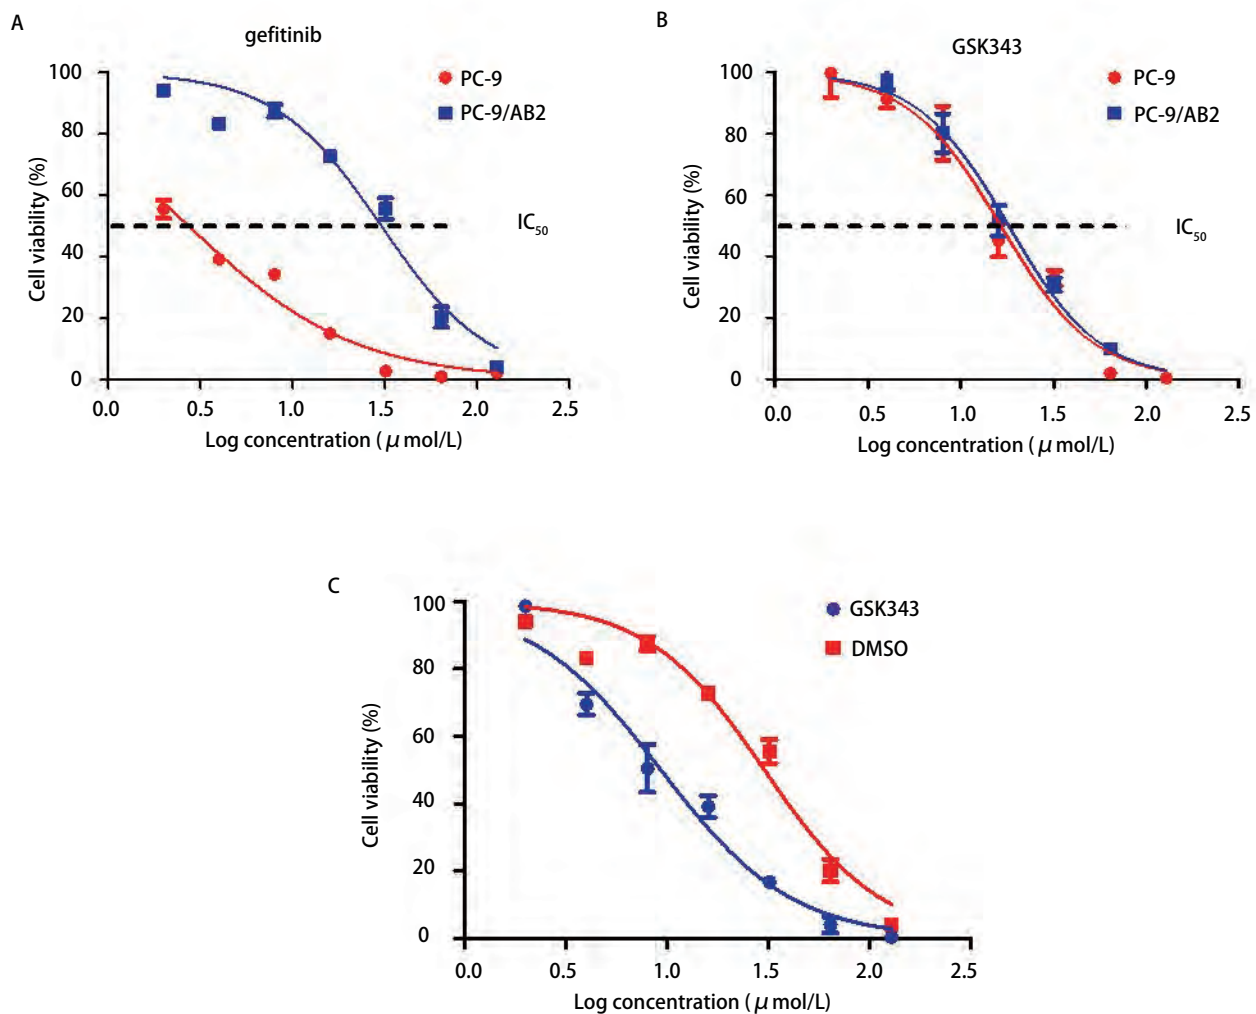 A
gefitinib
PC-9
PC-9/AB2
100
80
60
40
20
0
Cell viability (%)
IC50
0.0 0.5 1.0 1.5 2.0 2.5
Log concentration ( μ mol/L)
B
GSK343
PC-9
PC-9/AB2
100
80
60
40
20
0
Cell viability (%)
IC50
0.0 0.5 1.0 1.5 2.0 2.5
Log concentration ( μ mol/L)
C
GSK343
DMSO
100
80
60
40
20
0
Cell viability (%)
0.0 0.5 1.0 1.5 2.0 2.5
Log concentration ( μ mol/L)